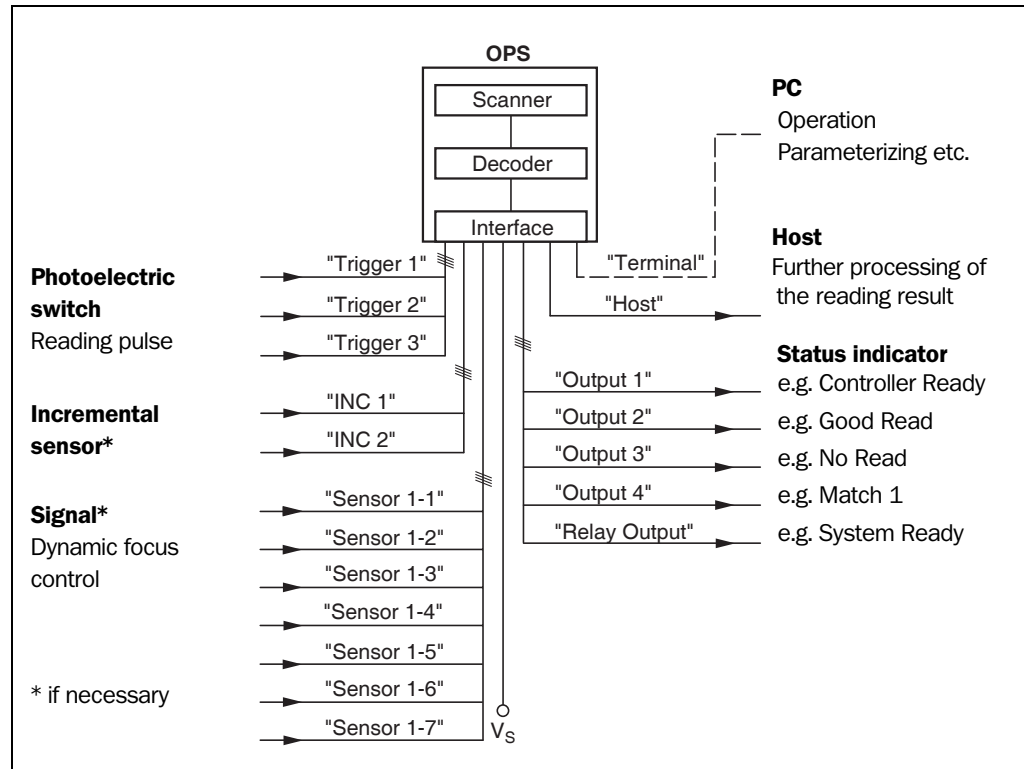 OPS
Scanner
Decoder
Interface
PC
Operation
Parameterizing etc.
Host
Further processing of
the reading result
"Terminal"
"Host"
Photoelectric
switch
Reading pulse
"Trigger 1"
"Trigger 2"
"Trigger 3"
Incremental
sensor*
"INC 1"
"INC 2"
Signal*
Dynamic focus
control
"Sensor 1-1"
"Sensor 1-2"
"Sensor 1-3"
"Sensor 1-4"
"Sensor 1-5"
"Sensor 1-6"
"Sensor 1-7"
* if necessary
VS
Status indicator
"Output 1" e.g. Controller Ready
"Output 2" e.g. Good Read
"Output 3" e.g. No Read
"Output 4" e.g. Match 1
"Relay Output" e.g. System Ready